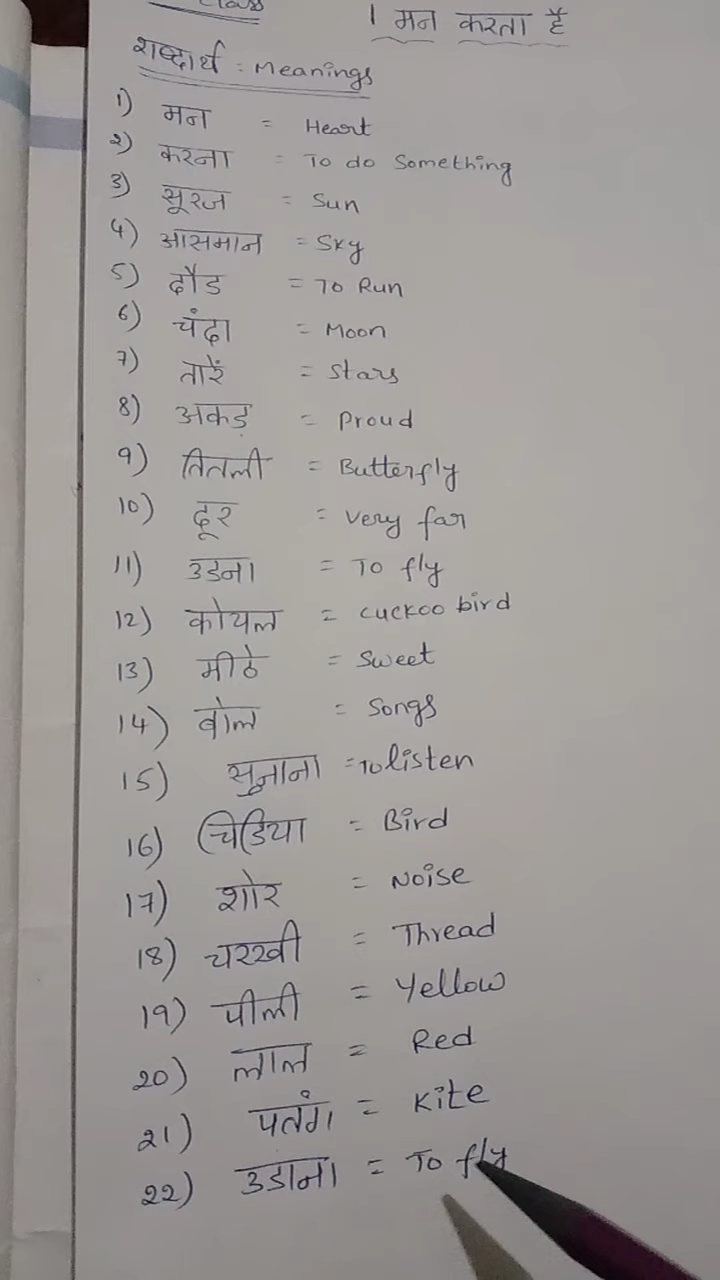 Class
1 मन करता है
शब्दार्थ : Meanings
1) मन = Heart
2) करना = To do Something
3) सूरज = Sun
4) आसमान = Sky
5) दौड = To Run
6) चंदा = Moon
7) तारें = Stars
8) अकड़ = Proud
9) तितली = Butterfly
10) दूर = Very far
11) उडना = To fly
12) कोयल = cuckoo bird
13) मीठे = Sweet
14) बोल = Songs
15) सुनाना = To listen
16) चिडिया = Bird
17) शोर = Noise
18) चरखी = Thread
19) पीली = Yellow
20) लाल = Red
21) पतंग = Kite
22) उडाना = To fly